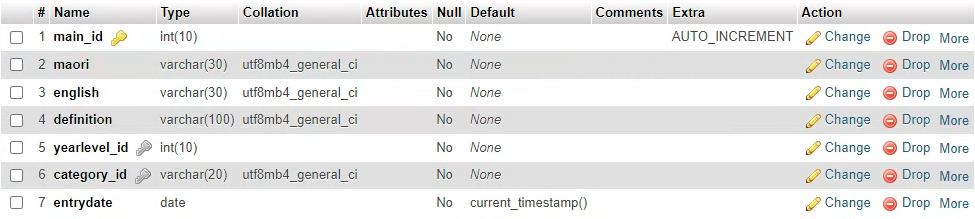 # Name Type Collation Attributes Null Default Comments Extra Action
1 main_id int(10) No None AUTO_INCREMENT Change Drop More
2 maori varchar(30) utf8mb4_general_ci No None Change Drop More
3 english varchar(30) utf8mb4_general_ci No None Change Drop More
4 definition varchar(100) utf8mb4_general_ci No None Change Drop More
5 yearlevel_id int(10) No None Change Drop More
6 category_id varchar(20) utf8mb4_general_ci No None Change Drop More
7 entrydate date No current_timestamp() Change Drop More